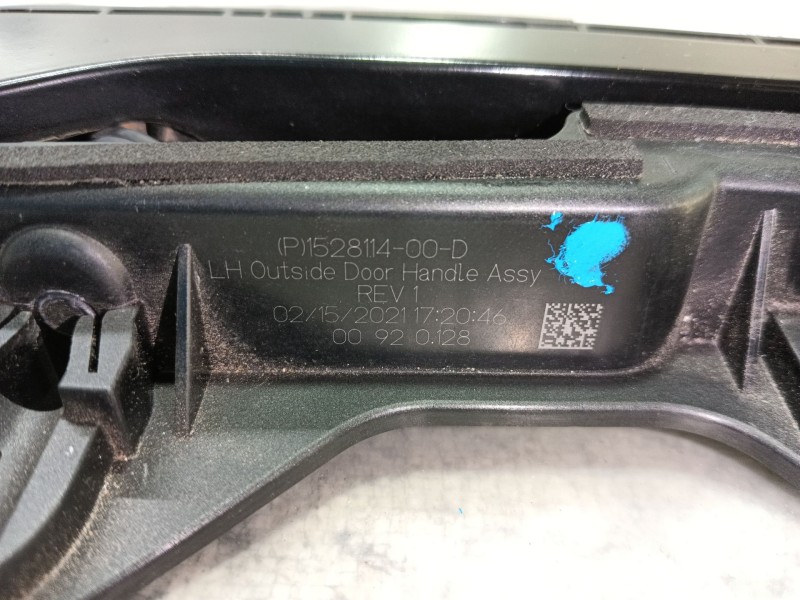 (P)1528114-00-D
LH Outside Door Handle Assy
REV 1
02/15/2021 17:20:46
00 92 0.128